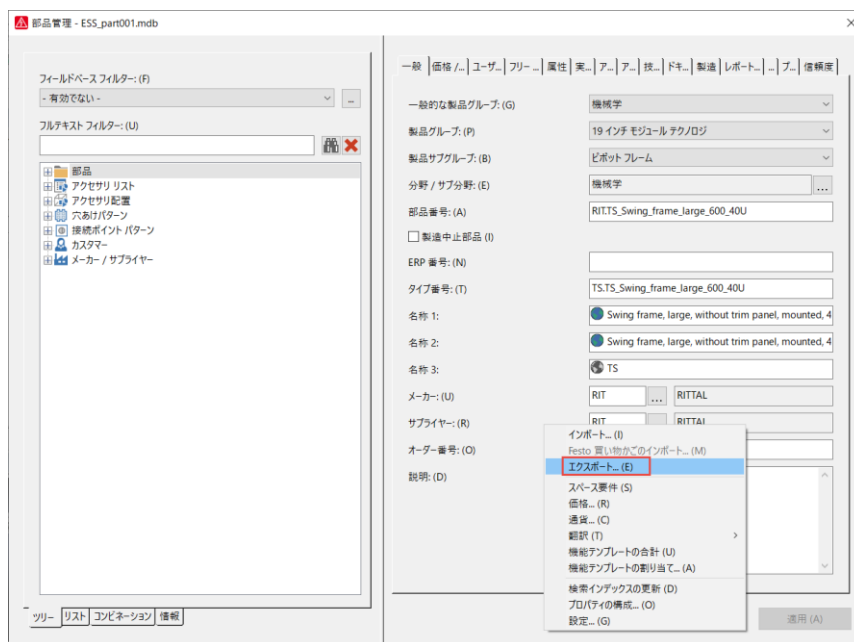 部品管理 - ESS_part001.mdb
フィールドベース フィルター: (F)
- 有効でない -
...
フルテキスト フィルター: (U)
部品
アクセサリ リスト
アクセサリ配置
穴あけパターン
接続ポイント パターン
カスタマー
メーカー / サプライヤー
ツリー リスト コンビネーション 情報
一般 価格 /... ユーザ... フリー ... 属性 実... ア... ア... 技... ドキ... 製造 レポート... ... プ... 信頼度
一般的な製品グループ: (G) 機械学
製品グループ: (P) 19 インチ モジュール テクノロジ
製品サブグループ: (B) ピボット フレーム
分野 / サブ分野: (E) 機械学 ...
部品番号: (A) RIT.TS_Swing_frame_large_600_40U
製造中止部品 (I)
ERP 番号: (N)
タイプ番号: (T) TS.TS_Swing_frame_large_600_40U
名称 1: Swing frame, large, without trim panel, mounted, 4
名称 2: Swing frame, large, without trim panel, mounted, 4
名称 3: TS
メーカー: (U) RIT ... RITTAL
サプライヤー: (R) RIT RITTAL
オーダー番号: (O)
説明: (D)
インポート... (I)
Festo 買い物かごのインポート... (M)
エクスポート... (E)
スペース要件 (S)
価格... (R)
通貨... (C)
翻訳 (T)
機能テンプレートの合計 (U)
機能テンプレートの割り当て... (A)
検索インデックスの更新 (D)
プロパティの構成... (O)
設定... (G)
適用 (A)